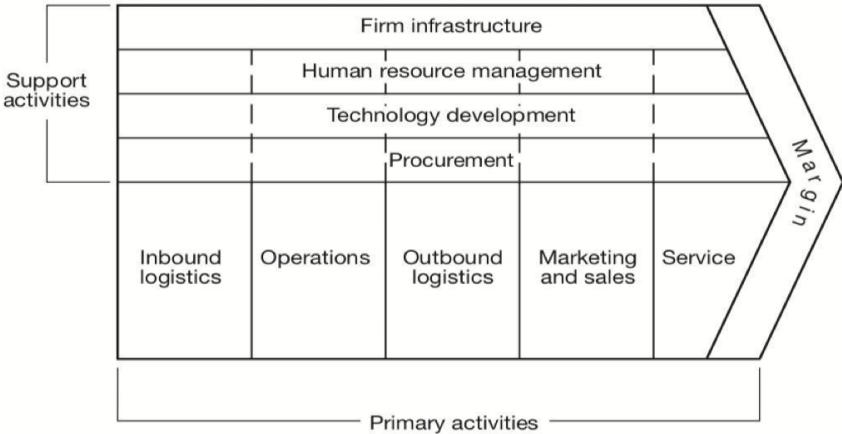 Firm infrastructure
Support
activities
Human resource management
Technology development
Procurement
Margin
Inbound
logistics
Operations
Outbound
logistics
Marketing
and sales
Service
Primary activities